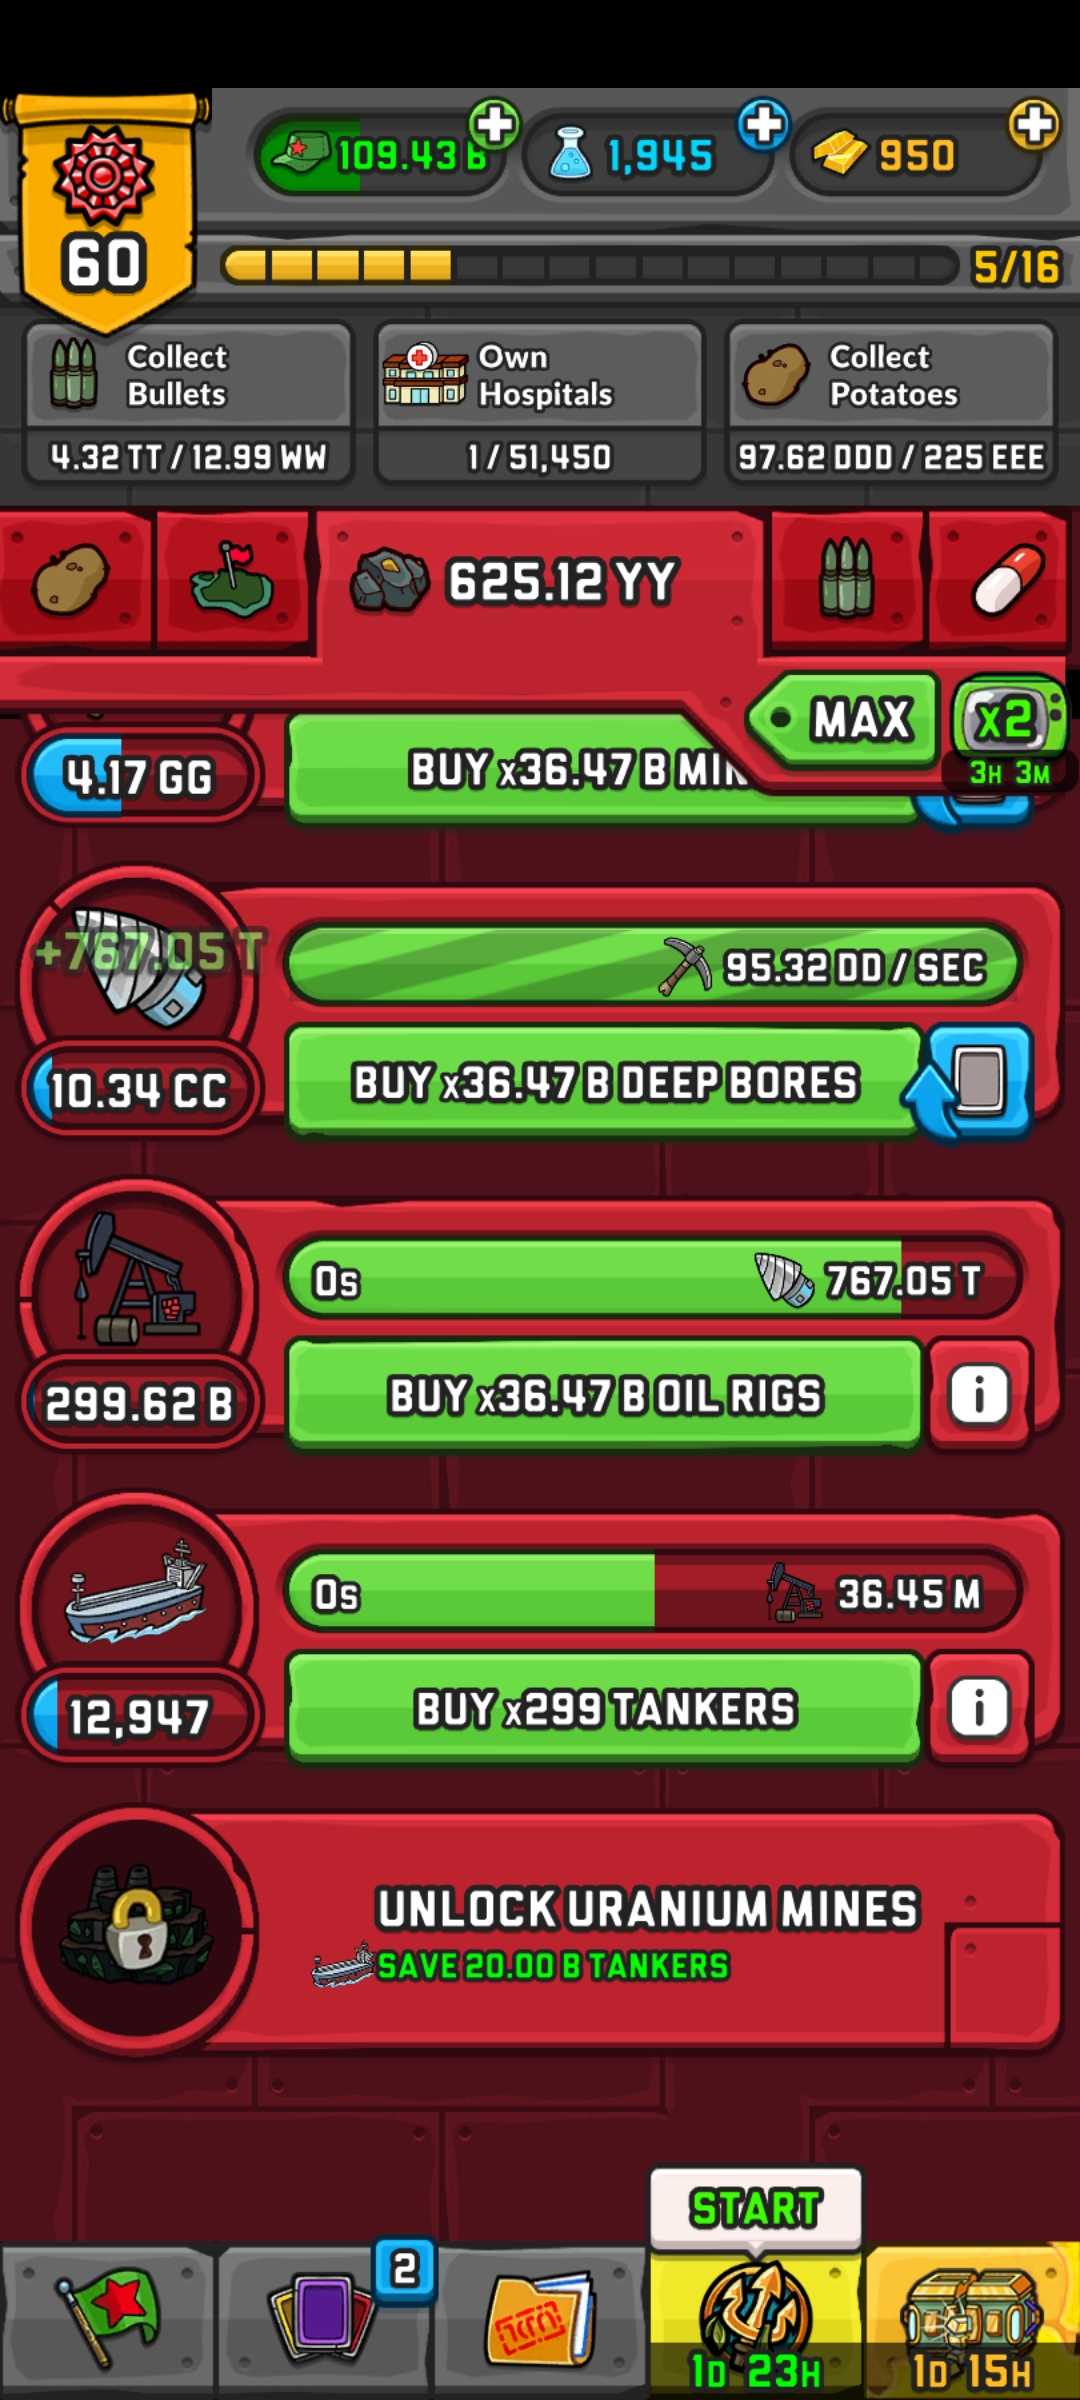 109.43 B
1,945
950
60
5/16
Collect
Bullets
4.32 TT / 12.99 WW
Own
Hospitals
1 / 51,450
Collect
Potatoes
97.62 DDD / 225 EEE
625.12 YY
MAX
x2
3H 3M
4.17 GG
BUY x36.47 B
+767.05 T
95.32 DD / SEC
10.34 CC
BUY x36.47 B DEEP BORES
0s
767.05 T
299.62 B
BUY x36.47 B OIL RIGS
i
0s
36.45 M
12,947
BUY x299 TANKERS
i
UNLOCK URANIUM MINES
SAVE 20.00 B TANKERS
START
2
1D 23H
1D 15H